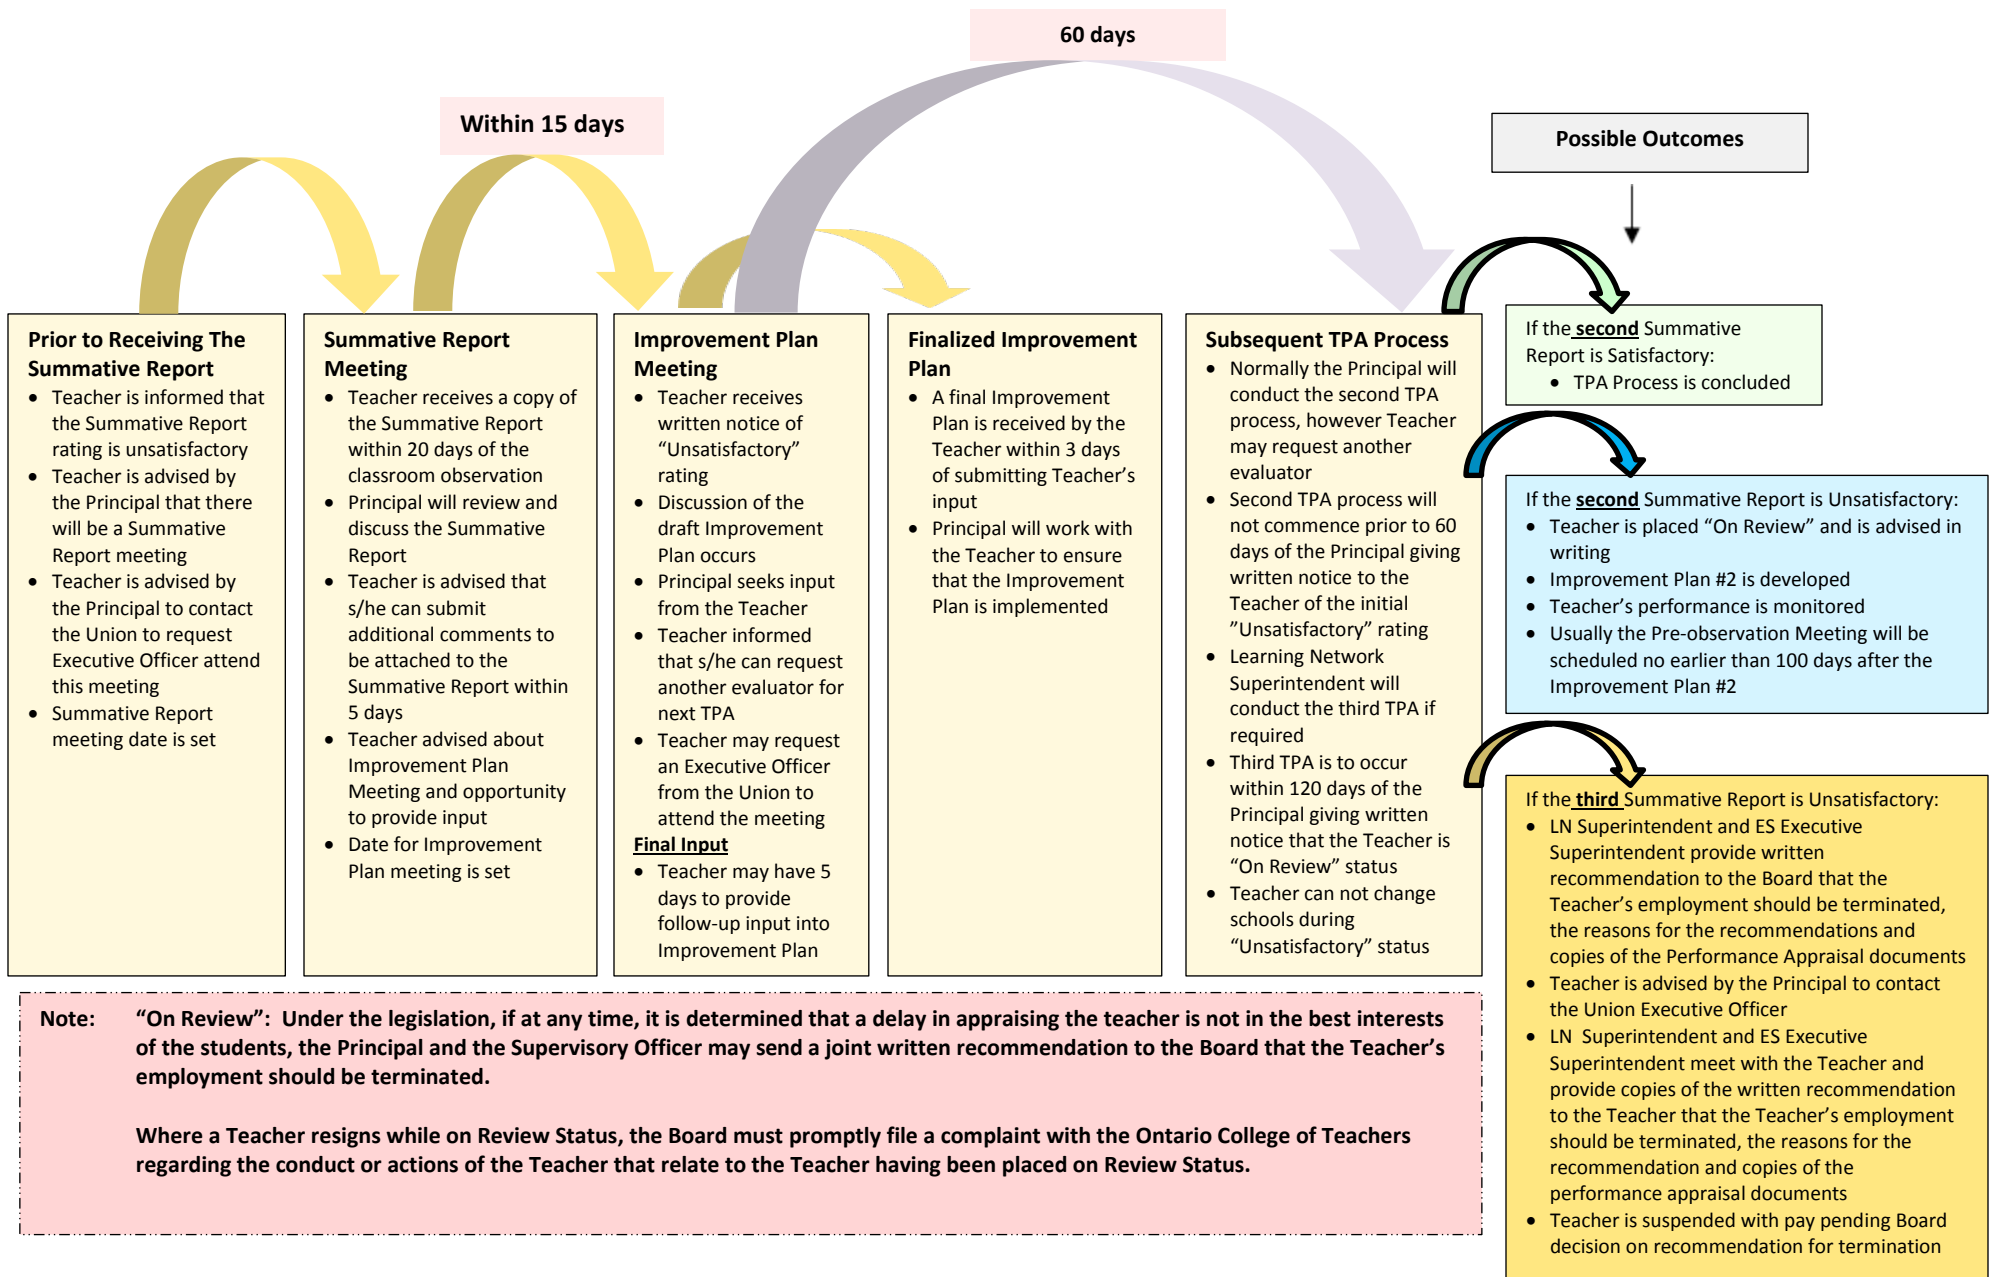 60 days
Within 15 days
Possible Outcomes
Prior to Receiving The
Summative Report
• Teacher is informed that
the Summative Report
rating is unsatisfactory
• Teacher is advised by
the Principal that there
will be a Summative
Report meeting
• Teacher is advised by
the Principal to contact
the Union to request
Executive Officer attend
this meeting
• Summative Report
meeting date is set
Summative Report
Meeting
• Teacher receives a copy of
the Summative Report
within 20 days of the
classroom observation
• Principal will review and
discuss the Summative
Report
• Teacher is advised that
s/he can submit
additional comments to
be attached to the
Summative Report within
5 days
• Teacher advised about
Improvement Plan
Meeting and opportunity
to provide input
• Date for Improvement
Plan meeting is set
Improvement Plan
Meeting
• Teacher receives
written notice of
“Unsatisfactory”
rating
• Discussion of the
draft Improvement
Plan occurs
• Principal seeks input
from the Teacher
• Teacher informed
that s/he can request
another evaluator for
next TPA
• Teacher may request
an Executive Officer
from the Union to
attend the meeting
Final Input
• Teacher may have 5
days to provide
follow-up input into
Improvement Plan
Finalized Improvement
Plan
• A final Improvement
Plan is received by the
Teacher within 3 days
of submitting Teacher’s
input
• Principal will work with
the Teacher to ensure
that the Improvement
Plan is implemented
Subsequent TPA Process
• Normally the Principal will
conduct the second TPA
process, however Teacher
may request another
evaluator
• Second TPA process will
not commence prior to 60
days of the Principal giving
written notice to the
Teacher of the initial
”Unsatisfactory” rating
• Learning Network
Superintendent will
conduct the third TPA if
required
• Third TPA is to occur
within 120 days of the
Principal giving written
notice that the Teacher is
“On Review” status
• Teacher can not change
schools during
“Unsatisfactory” status
If the second Summative
Report is Satisfactory:
• TPA Process is concluded
If the second Summative Report is Unsatisfactory:
• Teacher is placed “On Review” and is advised in
writing
• Improvement Plan #2 is developed
• Teacher’s performance is monitored
• Usually the Pre-observation Meeting will be
scheduled no earlier than 100 days after the
Improvement Plan #2
If the third Summative Report is Unsatisfactory:
• LN Superintendent and ES Executive
Superintendent provide written
recommendation to the Board that the
Teacher’s employment should be terminated,
the reasons for the recommendations and
copies of the Performance Appraisal documents
• Teacher is advised by the Principal to contact
the Union Executive Officer
• LN Superintendent and ES Executive
Superintendent meet with the Teacher and
provide copies of the written recommendation
to the Teacher that the Teacher’s employment
should be terminated, the reasons for the
recommendation and copies of the
performance appraisal documents
• Teacher is suspended with pay pending Board
decision on recommendation for termination
Note: “On Review”: Under the legislation, if at any time, it is determined that a delay in appraising the teacher is not in the best interests
of the students, the Principal and the Supervisory Officer may send a joint written recommendation to the Board that the Teacher’s
employment should be terminated.
Where a Teacher resigns while on Review Status, the Board must promptly file a complaint with the Ontario College of Teachers
regarding the conduct or actions of the Teacher that relate to the Teacher having been placed on Review Status.